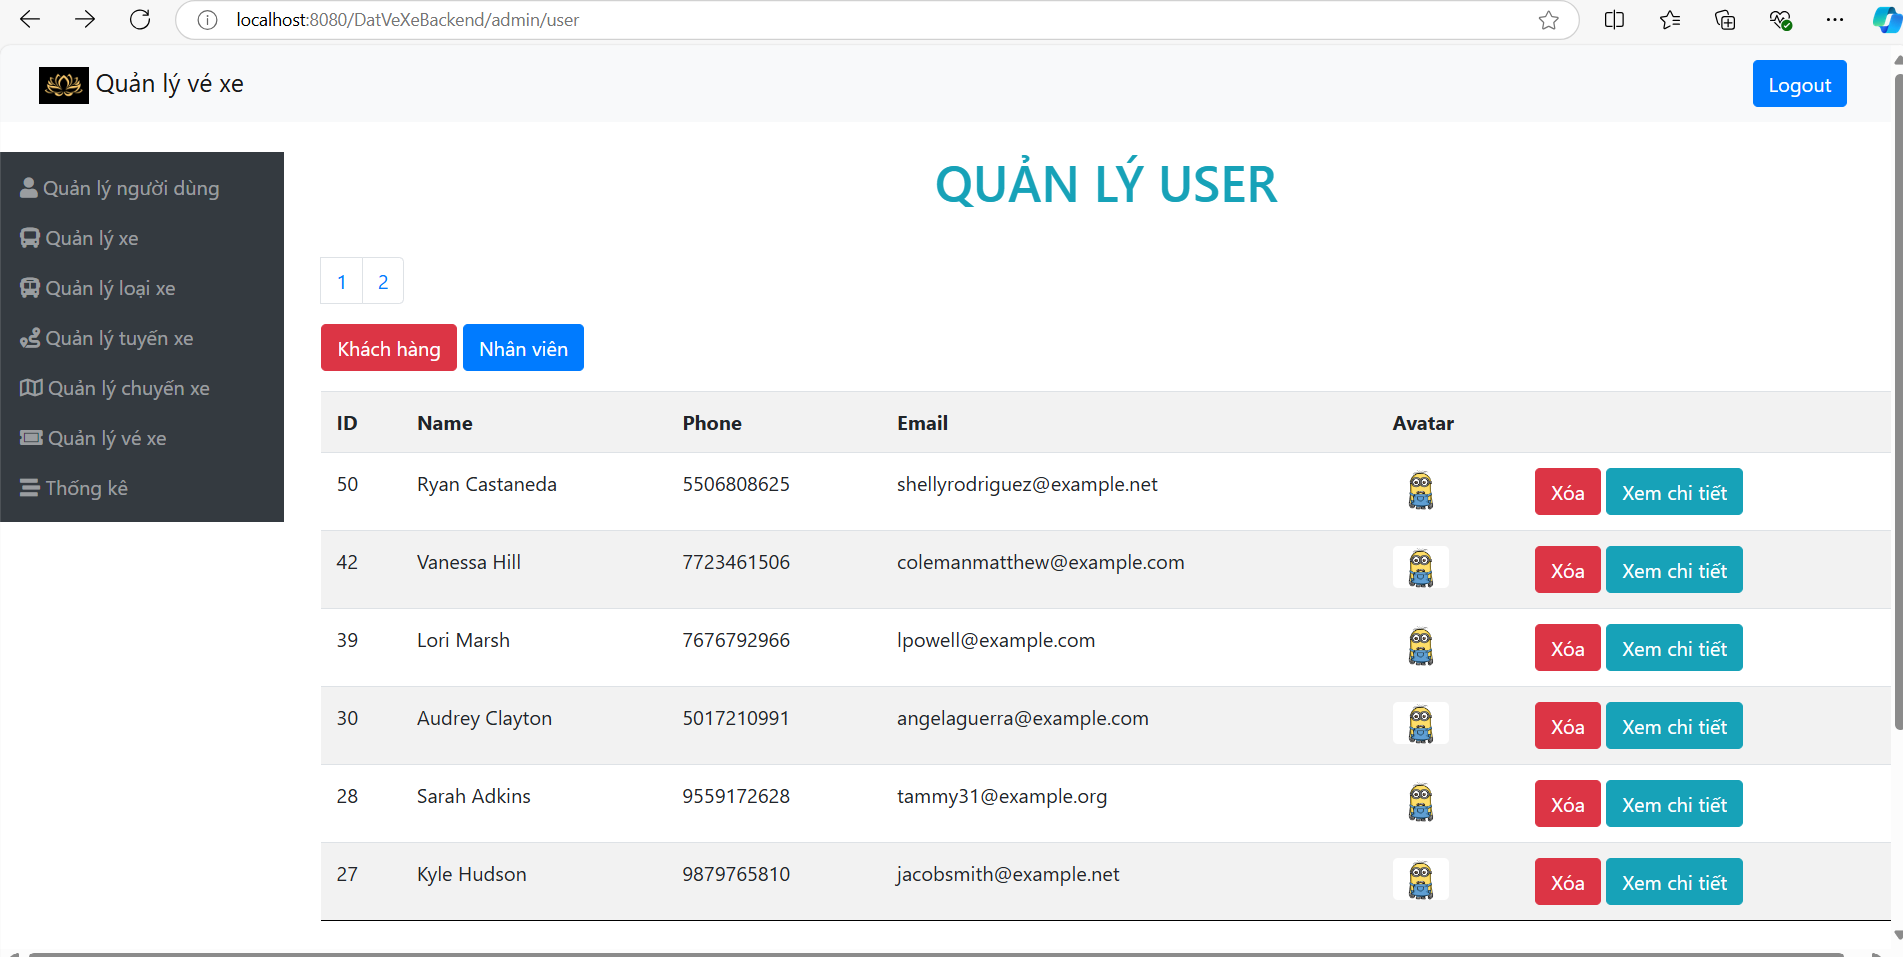 localhost:8080/DatVeXeBackend/admin/user
Quản lý vé xe
Logout
Quản lý người dùng
Quản lý xe
Quản lý loại xe
Quản lý tuyến xe
Quản lý chuyến xe
Quản lý vé xe
Thống kê
QUẢN LÝ USER
1 2
Khách hàng Nhân viên
ID Name Phone Email Avatar
50 Ryan Castaneda 5506808625 shellyrodriguez@example.net Xóa Xem chi tiết
42 Vanessa Hill 7723461506 colemanmatthew@example.com Xóa Xem chi tiết
39 Lori Marsh 7676792966 lpowell@example.com Xóa Xem chi tiết
30 Audrey Clayton 5017210991 angelaguerra@example.com Xóa Xem chi tiết
28 Sarah Adkins 9559172628 tammy31@example.org Xóa Xem chi tiết
27 Kyle Hudson 9879765810 jacobsmith@example.net Xóa Xem chi tiết